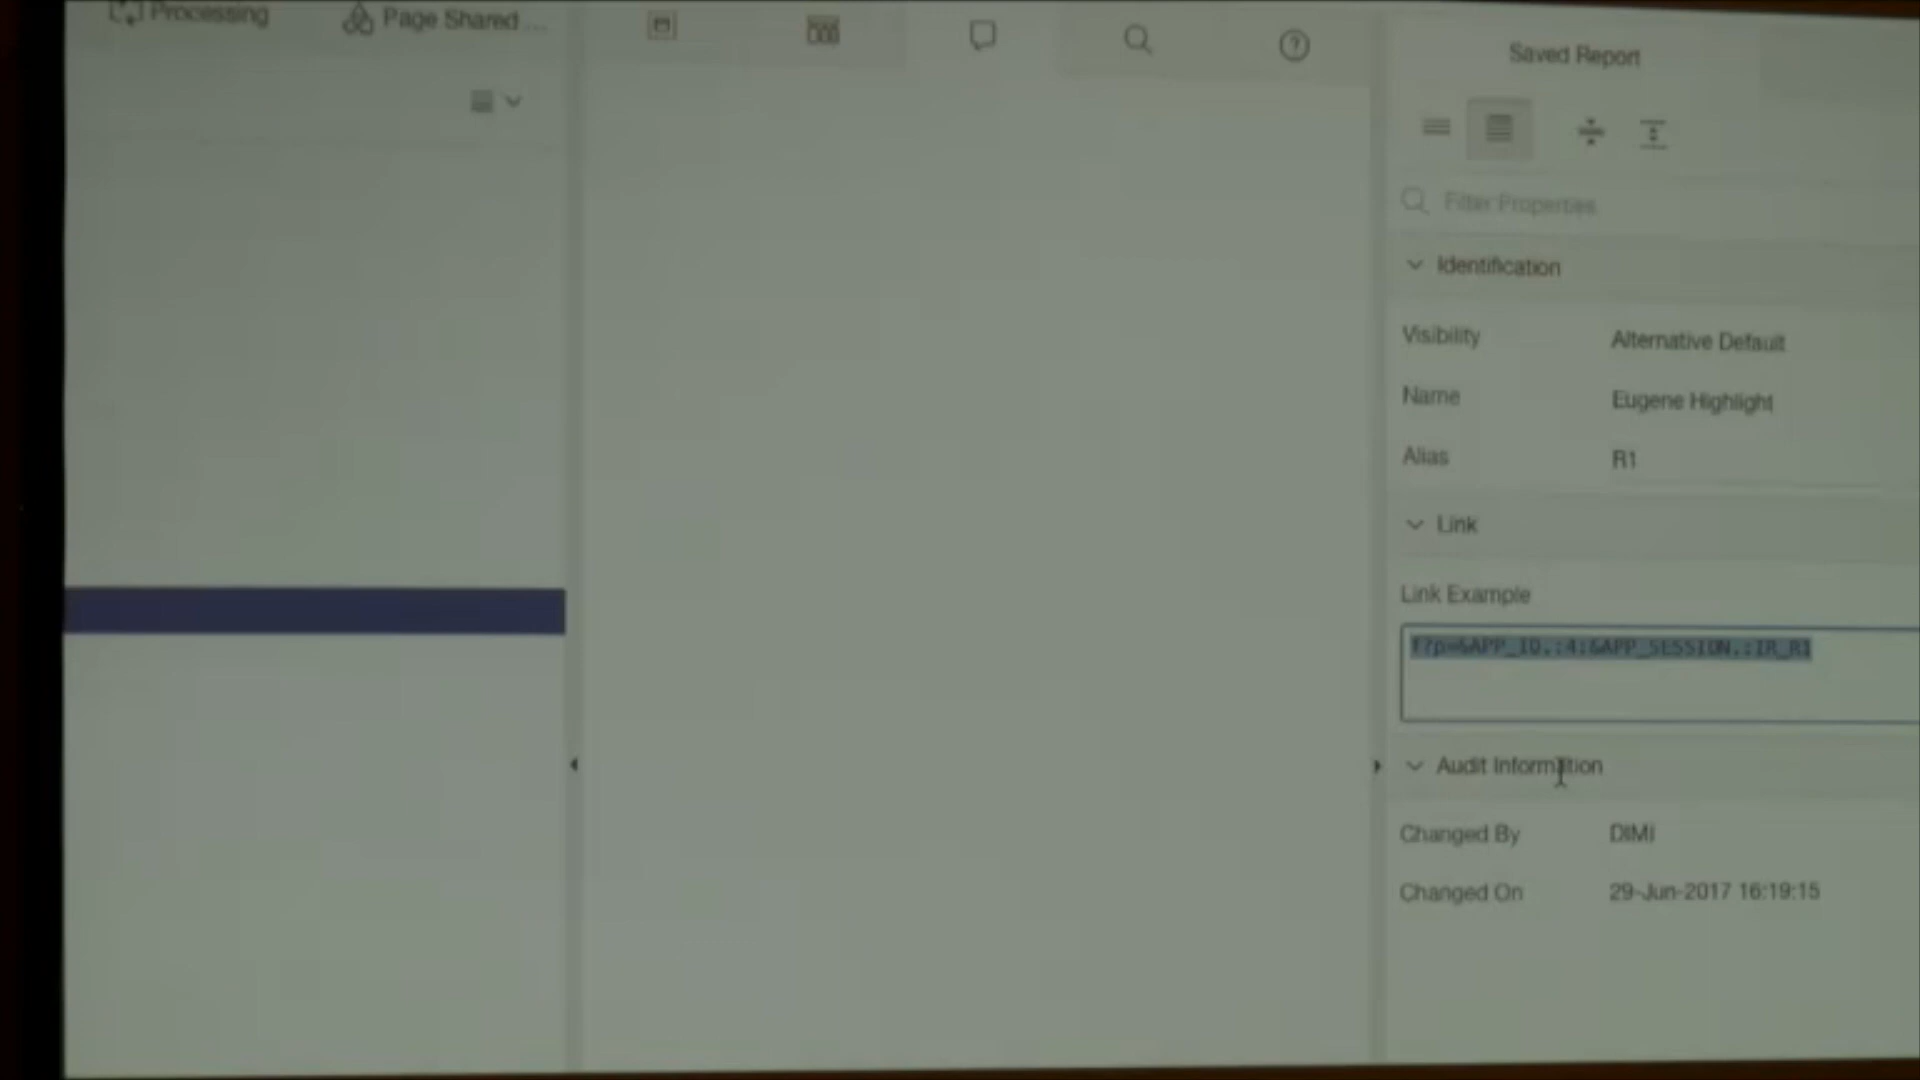 Processing
Page Shared ...
Saved Report
Filter Properties
Identification
Visibility Alternative Default
Name Eugene Highlight
Alias R1
Link
Link Example
f?p=&APP_ID.:4:&APP_SESSION.:IR_R1
Audit Information
Changed By DIMI
Changed On 29-Jun-2017 16:19:15